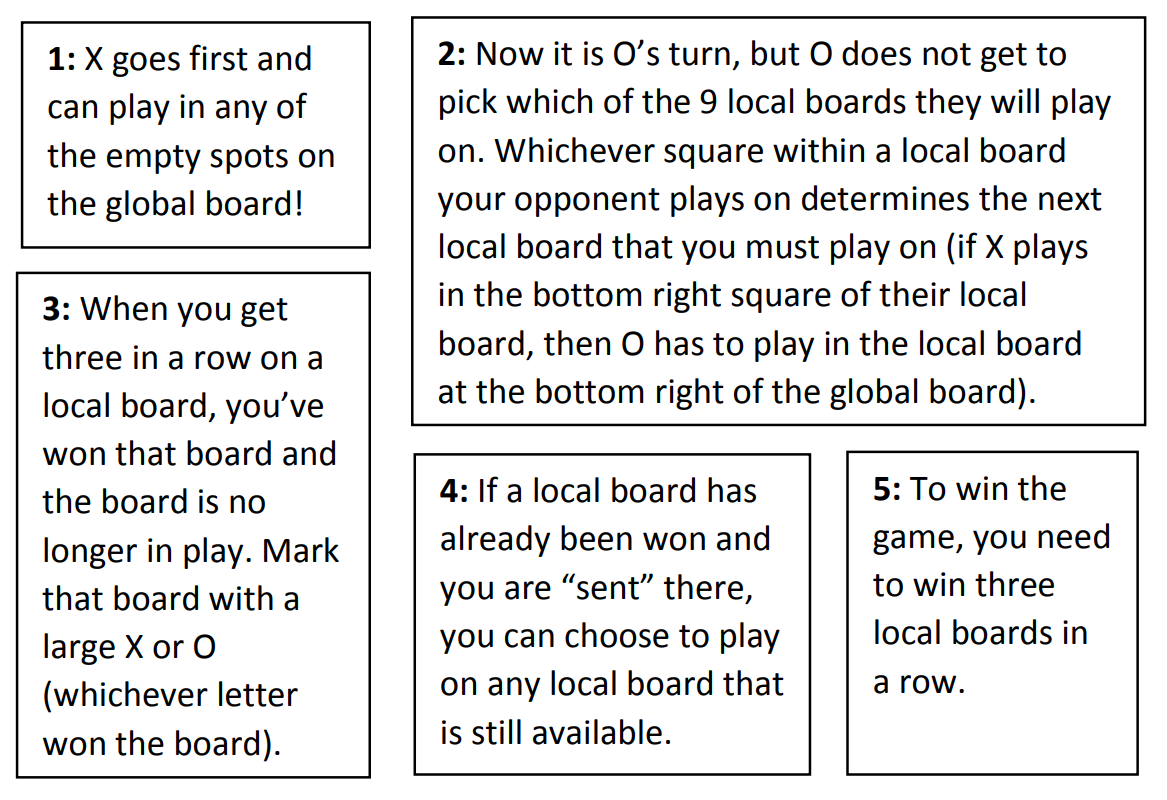 1: X goes first and
can play in any of
the empty spots on
the global board!
2: Now it is O’s turn, but O does not get to
pick which of the 9 local boards they will play
on. Whichever square within a local board
your opponent plays on determines the next
local board that you must play on (if X plays
in the bottom right square of their local
board, then O has to play in the local board
at the bottom right of the global board).
3: When you get
three in a row on a
local board, you’ve
won that board and
the board is no
longer in play. Mark
that board with a
large X or O
(whichever letter
won the board).
4: If a local board has
already been won and
you are “sent” there,
you can choose to play
on any local board that
is still available.
5: To win the
game, you need
to win three
local boards in
a row.